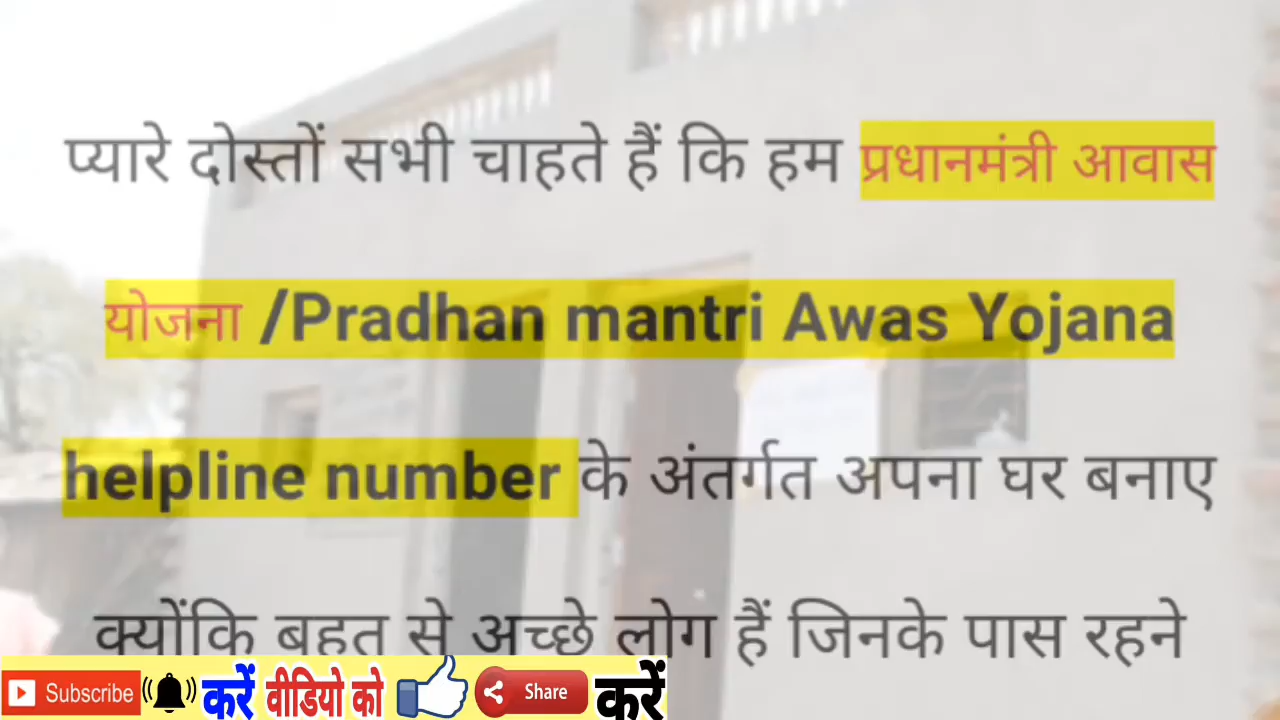 प्यारे दोस्तों सभी चाहते हैं कि हम प्रधानमंत्री आवास
योजना /Pradhan mantri Awas Yojana
helpline number के अंतर्गत अपना घर बनाए
क्योंकि बहुत से अच्छे लोग हैं जिनके पास रहने
Subscribe करें वीडियो को Share करें